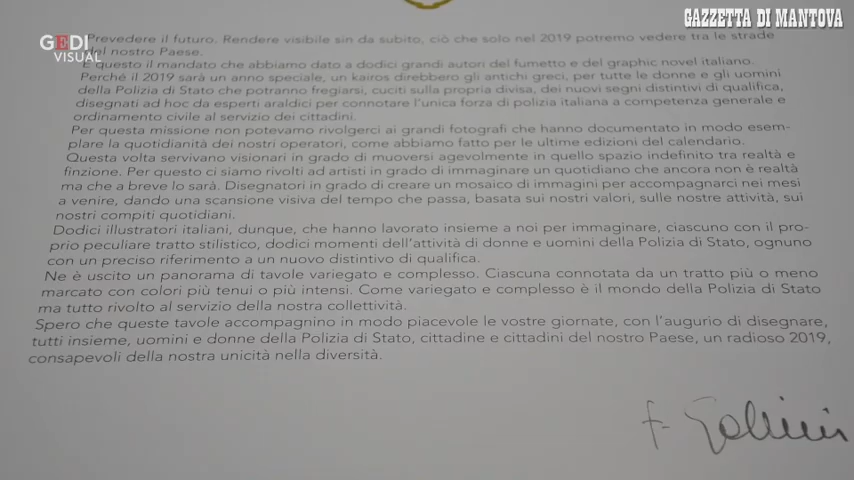 GAZZETTA DI MANTOVA
GEDI
VISUAL
Prevedere il futuro. Rendere visibile sin da subito, ciò che solo nel 2019 potremo vedere tra le strade
del nostro Paese.
È questo il mandato che abbiamo dato a dodici grandi autori del fumetto e del graphic novel italiano.
Perché il 2019 sarà un anno speciale, un kairos direbbero gli antichi greci, per tutte le donne e gli uomini
della Polizia di Stato che potranno fregiarsi, cuciti sulla propria divisa, dei nuovi segni distintivi di qualifica,
disegnati ad hoc da esperti araldici per connotare l'unica forza di polizia italiana a competenza generale e
ordinamento civile al servizio dei cittadini.
Per questa missione non potevamo rivolgerci ai grandi fotografi che hanno documentato in modo esem-
plare la quotidianità dei nostri operatori, come abbiamo fatto per le ultime edizioni del calendario.
Questa volta servivano visionari in grado di muoversi agevolmente in quello spazio indefinito tra realtà e
finzione. Per questo ci siamo rivolti ad artisti in grado di immaginare un quotidiano che ancora non è realtà
ma che a breve lo sarà. Disegnatori in grado di creare un mosaico di immagini per accompagnarci nei mesi
a venire, dando una scansione visiva del tempo che passa, basata sui nostri valori, sulle nostre attività, sui
nostri compiti quotidiani.
Dodici illustratori italiani, dunque, che hanno lavorato insieme a noi per immaginare, ciascuno con il pro-
prio peculiare tratto stilistico, dodici momenti dell'attività di donne e uomini della Polizia di Stato, ognuno
con un preciso riferimento a un nuovo distintivo di qualifica.
Ne è uscito un panorama di tavole variegato e complesso. Ciascuna connotata da un tratto più o meno
marcato con colori più tenui o più intensi. Come variegato e complesso è il mondo della Polizia di Stato
ma tutto rivolto al servizio della nostra collettività.
Spero che queste tavole accompagnino in modo piacevole le vostre giornate, con l'augurio di disegnare,
tutti insieme, uomini e donne della Polizia di Stato, cittadine e cittadini del nostro Paese, un radioso 2019,
consapevoli della nostra unicità nella diversità.